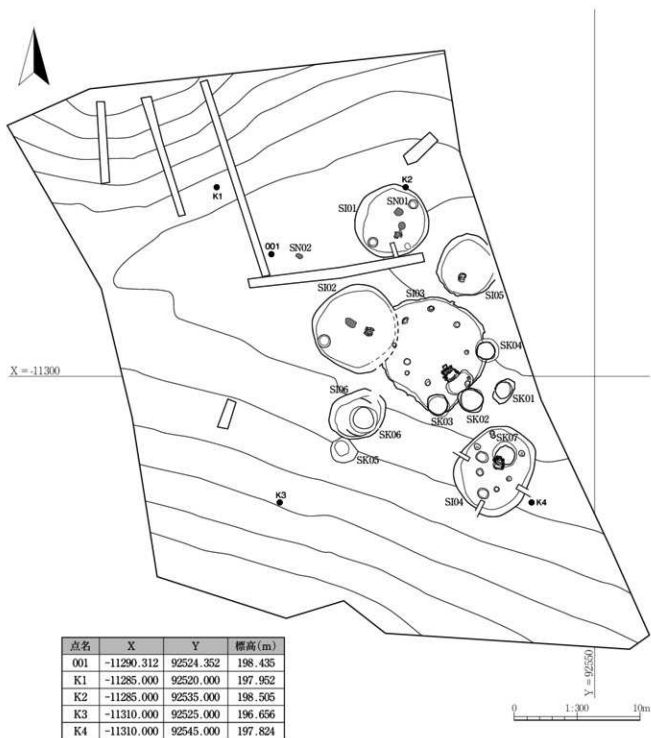 K2
SI01
SN01
K1
001
SN02
SI05
SI02
SI03
SK04
X = -11300
SI06
SK01
SK03
SK02
SK06
SK07
SK05
K3
SI04
K4
Y = 92550
点名 X Y 標高(m)
001 -11290.312 92524.352 198.435
K1 -11285.000 92520.000 197.952
K2 -11285.000 92535.000 198.505
K3 -11310.000 92525.000 196.656
K4 -11310.000 92545.000 197.824
0 1:300 10m